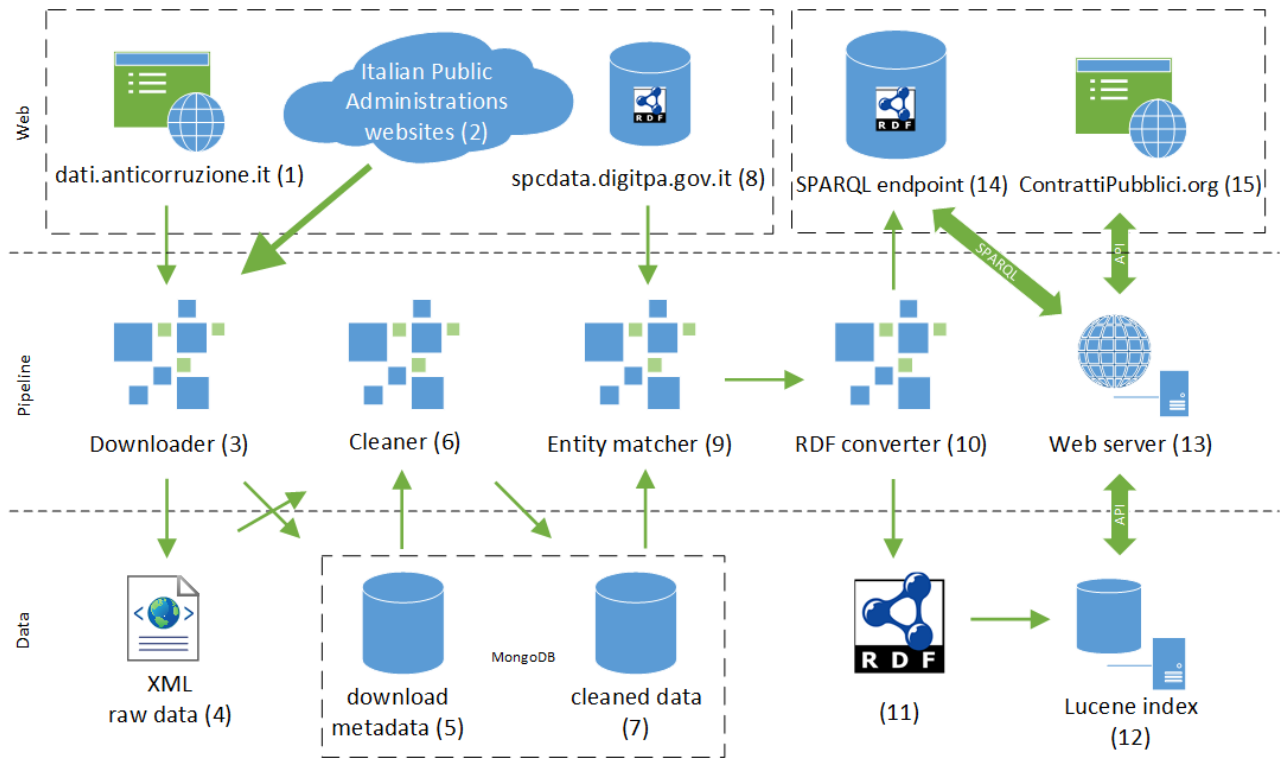 Web
dati.anticorruzione.it (1)
Italian Public
Administrations
websites (2)
RDF
spcdata.digitpa.gov.it (8)
RDF
SPARQL endpoint (14)
ContrattiPubblici.org (15)
SPARQL
API
Pipeline
Downloader (3)
Cleaner (6)
Entity matcher (9)
RDF converter (10)
Web server (13)
API
Data
XML
raw data (4)
download
metadata (5)
MongoDB
cleaned data
(7)
RDF
(11)
Lucene index
(12)